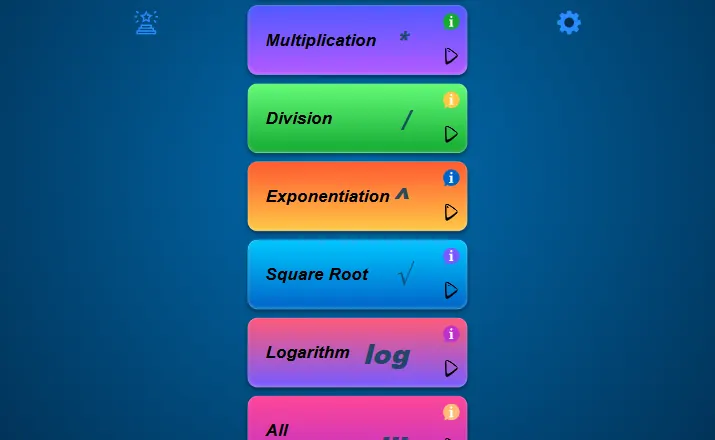 Multiplication *
Division /
Exponentiation ^
Square Root √
Logarithm log
All